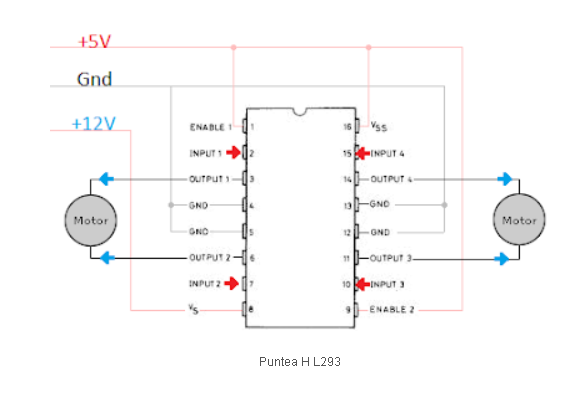 +5V
Gnd
+12V
ENABLE 1 1 16 VSS
INPUT 1 2 15 INPUT 4
OUTPUT 1 3 14 OUTPUT 4
GND 4 13 GND
GND 5 12 GND
Motor Motor
OUTPUT 2 6 11 OUTPUT 3
INPUT 2 7 10 INPUT 3
VS 8 9 ENABLE 2
Puntea H L293